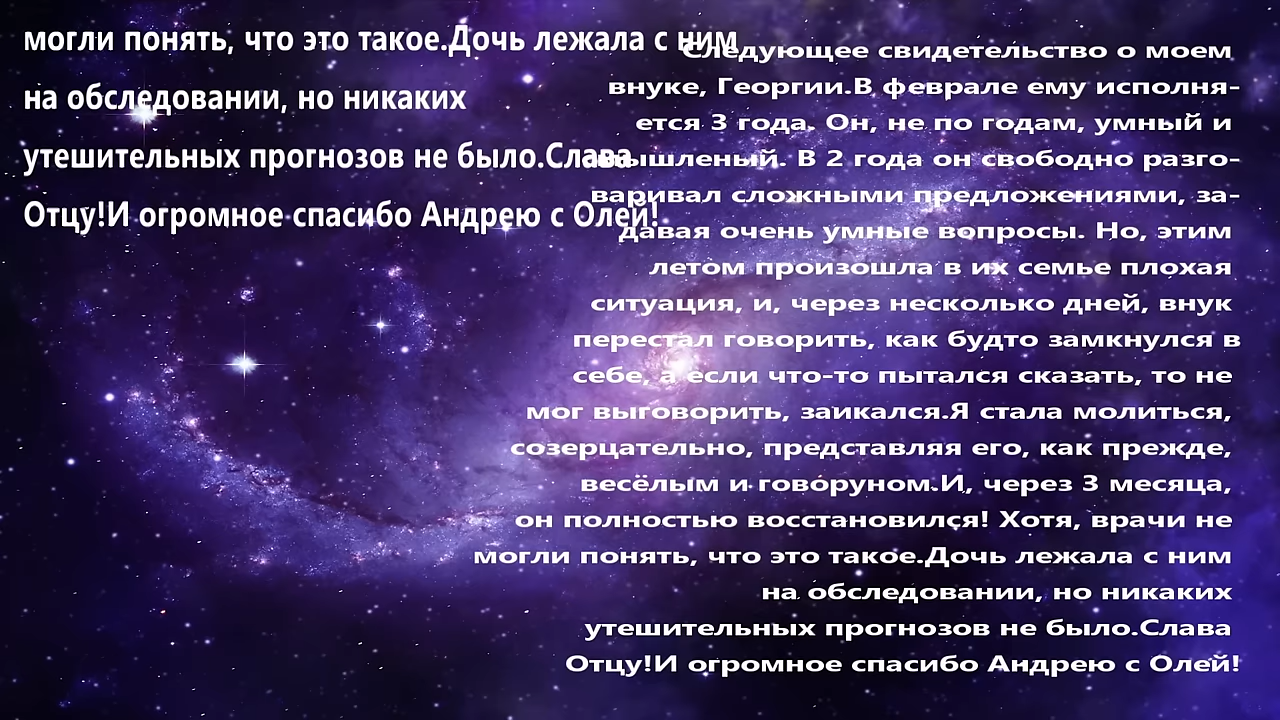 могли понять, что это такое.Дочь лежала с ним
на обследовании, но никаких
утешительных прогнозов не было.Слава
Отцу!И огромное спасибо Андрею с Олей!
Следующее свидетельство о моем
внуке, Георгии.В феврале ему исполня-
ется 3 года. Он, не по годам, умный и
смышленый. В 2 года он свободно разго-
варивал сложными предложениями, за-
давая очень умные вопросы. Но, этим
летом произошла в их семье плохая
ситуация, и, через несколько дней, внук
перестал говорить, как будто замкнулся в
себе, а если что-то пытался сказать, то не
мог выговорить, заикался.Я стала молиться,
созерцательно, представляя его, как прежде,
весёлым и говоруном.И, через 3 месяца,
он полностью восстановился! Хотя, врачи не
могли понять, что это такое.Дочь лежала с ним
на обследовании, но никаких
утешительных прогнозов не было.Слава
Отцу!И огромное спасибо Андрею с Олей!